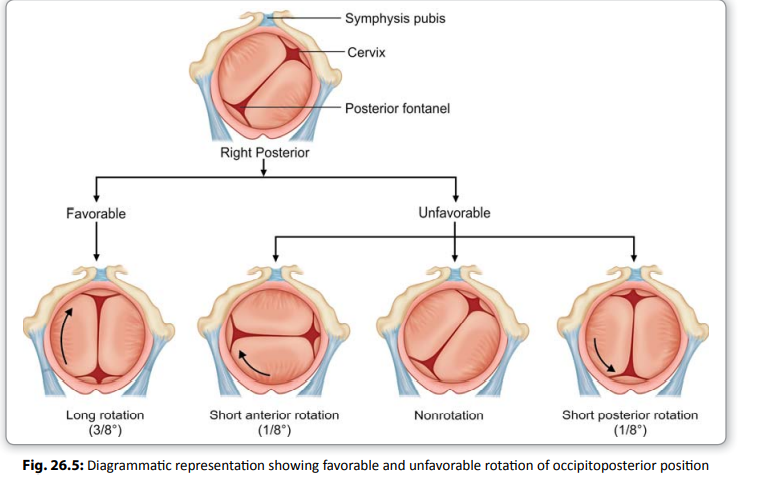 Symphysis pubis
Cervix
Posterior fontanel
Right Posterior
Favorable
Unfavorable
Long rotation
(3/8°)
Short anterior rotation
(1/8°)
Nonrotation
Short posterior rotation
(1/8°)
Fig. 26.5: Diagrammatic representation showing favorable and unfavorable rotation of occipitoposterior position